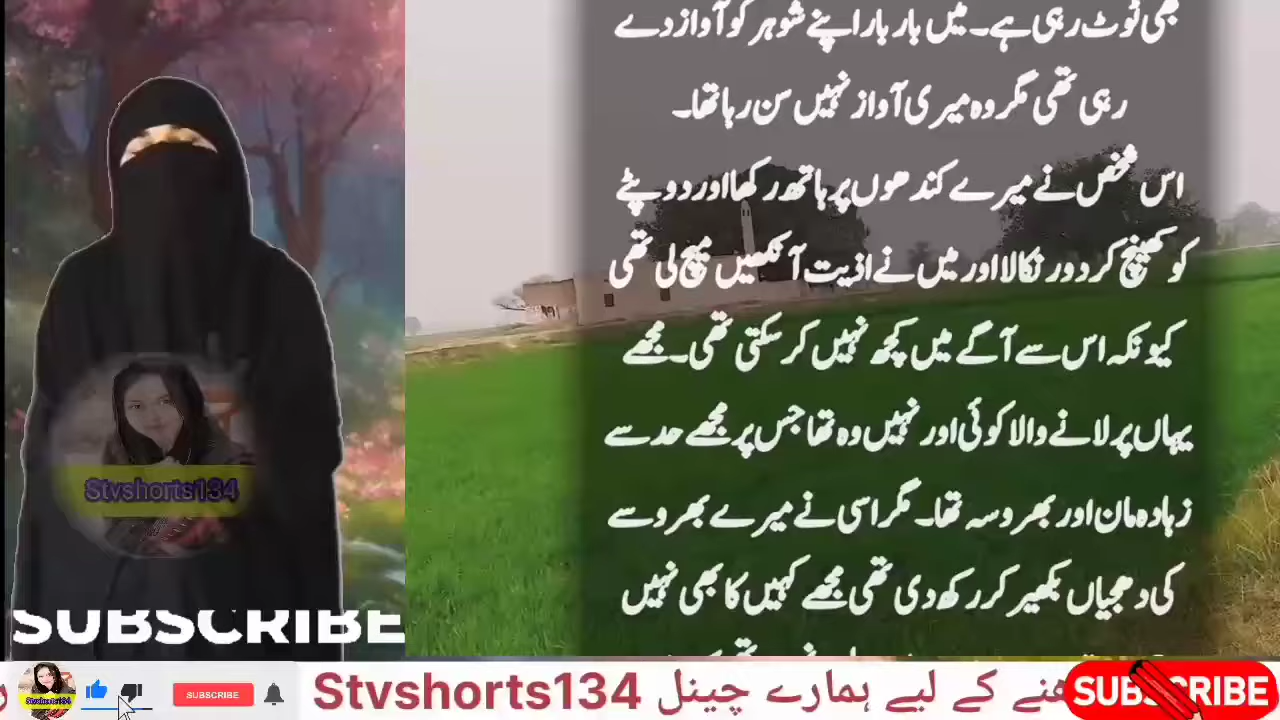 بھی ٹوٹ رہی ہے۔ میں بار بار اپنے شوہر کو آواز دے
رہی تھی مگر وہ میری آواز نہیں سن رہا تھا۔
اس شخص نے میرے کندھوں پر ہاتھ رکھا اور دوپٹے
کو کھینچ کر دور نکالا اور میں نے اذیت آنکھیں میچ لی تھی
کیونکہ اس سے آگے میں کچھ نہیں کر سکتی تھی۔ مجھے
یہاں پر لانے والا کوئی اور نہیں وہ تھا جس پر مجھے حد سے
زیادہ مان اور بھروسہ تھا۔ مگر اسی نے میرے بھروسے
کی دھجیاں بکھیر کر رکھ دی تھی مجھے کہیں کا بھی نہیں
Stvshorts134
SUBSCRIBE
Stvshorts134
SUBSCRIBE
کے لیے ہمارے چینل Stvshorts134
SUBSCRIBE